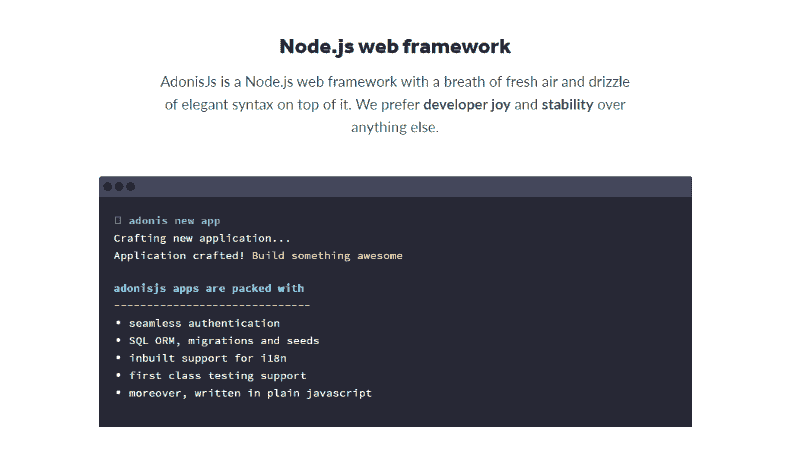 Node.js web framework
AdonisJs is a Node.js web framework with a breath of fresh air and drizzle
of elegant syntax on top of it. We prefer developer joy and stability over
anything else.
adonis new app
Crafting new application...
Application crafted! Build something awesome
adonisjs apps are packed with
------------------------------
• seamless authentication
• SQL ORM, migrations and seeds
• inbuilt support for i18n
• first class testing support
• moreover, written in plain javascript